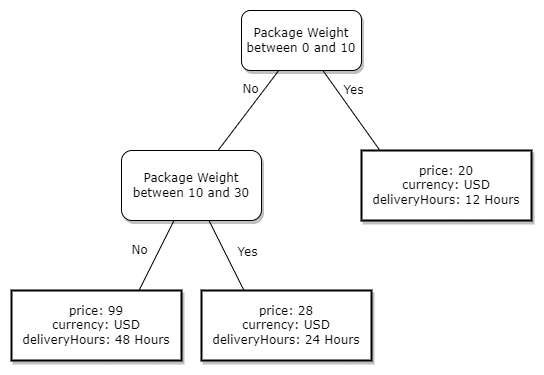 Package Weight
between 0 and 10
No
Yes
Package Weight
between 10 and 30
price: 20
currency: USD
deliveryHours: 12 Hours
No
Yes
price: 99
currency: USD
deliveryHours: 48 Hours
price: 28
currency: USD
deliveryHours: 24 Hours